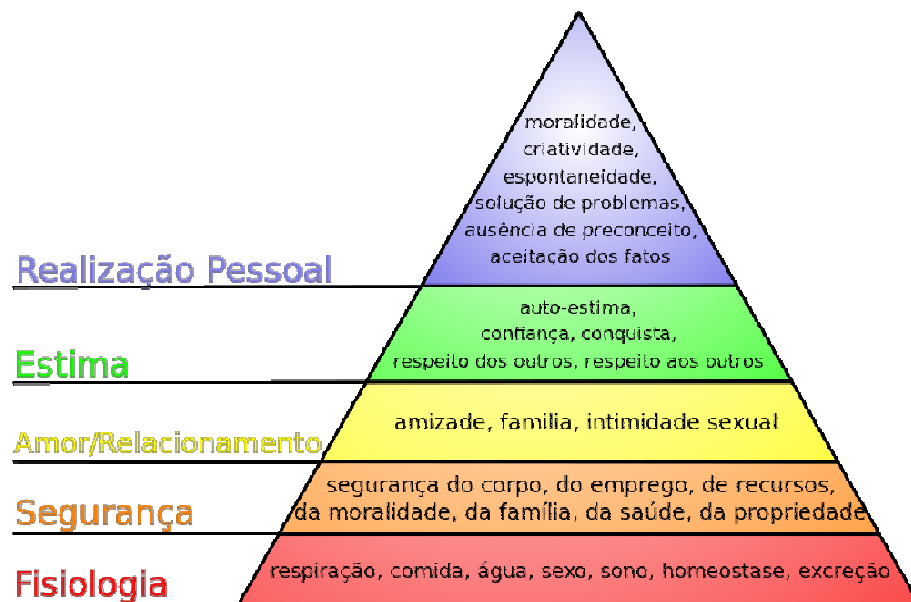 moralidade,
criatividade,
espontaneidade,
solução de problemas,
ausência de preconceito,
aceitação dos fatos
Realização Pessoal
auto-estima,
confiança, conquista,
respeito dos outros, respeito aos outros
Estima
amizade, família, intimidade sexual
Amor/Relacionamento
segurança do corpo, do emprego, de recursos,
da moralidade, da família, da saúde, da propriedade
Segurança
respiração, comida, água, sexo, sono, homeostase, excreção
Fisiologia